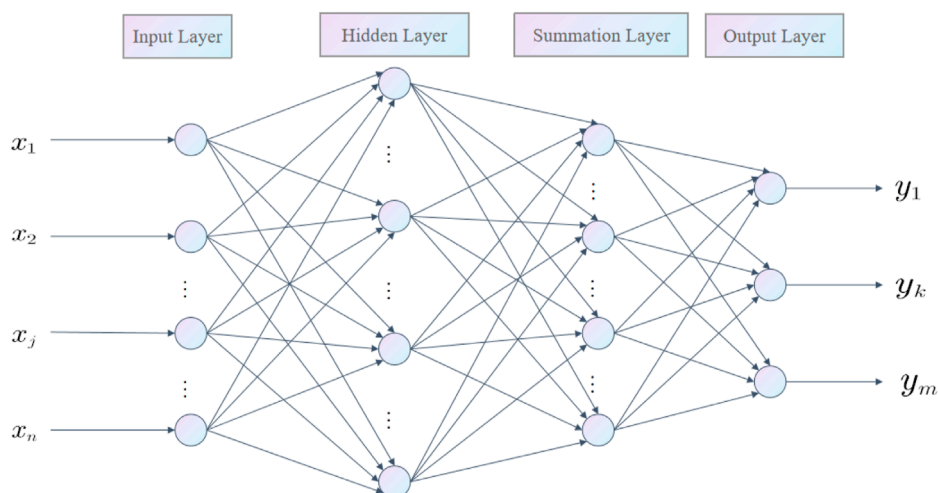 Input Layer
Hidden Layer
Summation Layer
Output Layer
x₁
x₂
⋮
xⱼ
⋮
xₙ
⋮
⋮
⋮
⋮
⋮
⋮
y₁
yₖ
yₘ